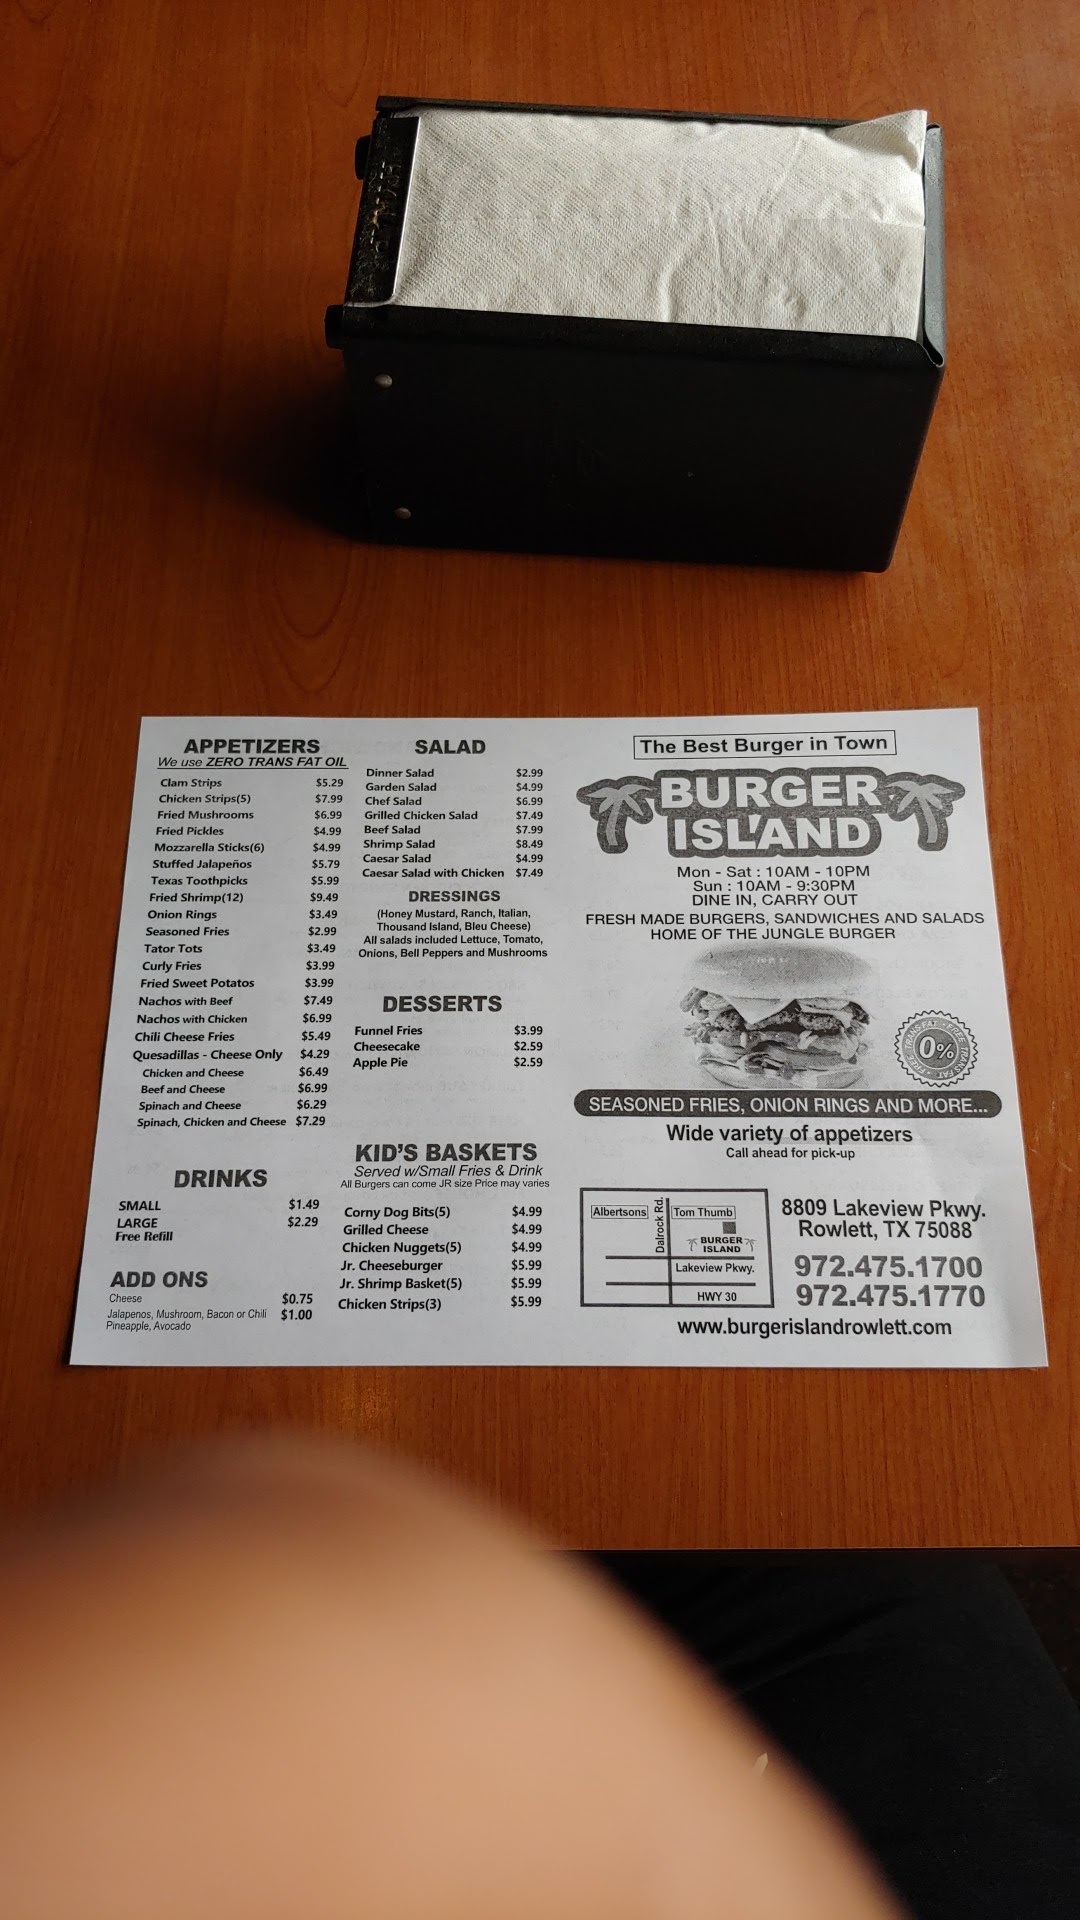 APPETIZERS
We use ZERO TRANS FAT OIL
Clam Strips $5.29
Chicken Strips(5) $7.99
Fried Mushrooms $6.99
Fried Pickles $4.99
Mozzarella Sticks(6) $4.99
Stuffed Jalapeños $5.79
Texas Toothpicks $5.99
Fried Shrimp(12) $9.49
Onion Rings $3.49
Seasoned Fries $2.99
Tator Tots $3.49
Curly Fries $3.99
Fried Sweet Potatos $3.99
Nachos with Beef $7.49
Nachos with Chicken $6.99
Chili Cheese Fries $5.49
Quesadillas - Cheese Only $4.29
Chicken and Cheese $6.49
Beef and Cheese $6.99
Spinach and Cheese $6.29
Spinach, Chicken and Cheese $7.29
DRINKS
SMALL $1.49
LARGE $2.29
Free Refill
ADD ONS
Cheese $0.75
Jalapenos, Mushroom, Bacon or Chili $1.00
Pineapple, Avocado
SALAD
Dinner Salad $2.99
Garden Salad $4.99
Chef Salad $6.99
Grilled Chicken Salad $7.49
Beef Salad $7.99
Shrimp Salad $8.49
Caesar Salad $4.99
Caesar Salad with Chicken $7.49
DRESSINGS
(Honey Mustard, Ranch, Italian,
Thousand Island, Bleu Cheese)
All salads included Lettuce, Tomato,
Onions, Bell Peppers and Mushrooms
DESSERTS
Funnel Fries $3.99
Cheesecake $2.59
Apple Pie $2.59
KID'S BASKETS
Served w/Small Fries & Drink
All Burgers can come JR size Price may varies
Corny Dog Bits(5) $4.99
Grilled Cheese $4.99
Chicken Nuggets(5) $4.99
Jr. Cheeseburger $5.99
Jr. Shrimp Basket(5) $5.99
Chicken Strips(3) $5.99
The Best Burger in Town
BURGER
ISLAND
Mon - Sat : 10AM - 10PM
Sun : 10AM - 9:30PM
DINE IN, CARRY OUT
FRESH MADE BURGERS, SANDWICHES AND SALADS
HOME OF THE JUNGLE BURGER
FREE TRANS FAT • FREE TRANS FAT •
0%
SEASONED FRIES, ONION RINGS AND MORE...
Wide variety of appetizers
Call ahead for pick-up
Albertsons
Dalrock Rd.
Tom Thumb
BURGER
ISLAND
Lakeview Pkwy.
HWY 30
8809 Lakeview Pkwy.
Rowlett, TX 75088
972.475.1700
972.475.1770
www.burgerislandrowlett.com